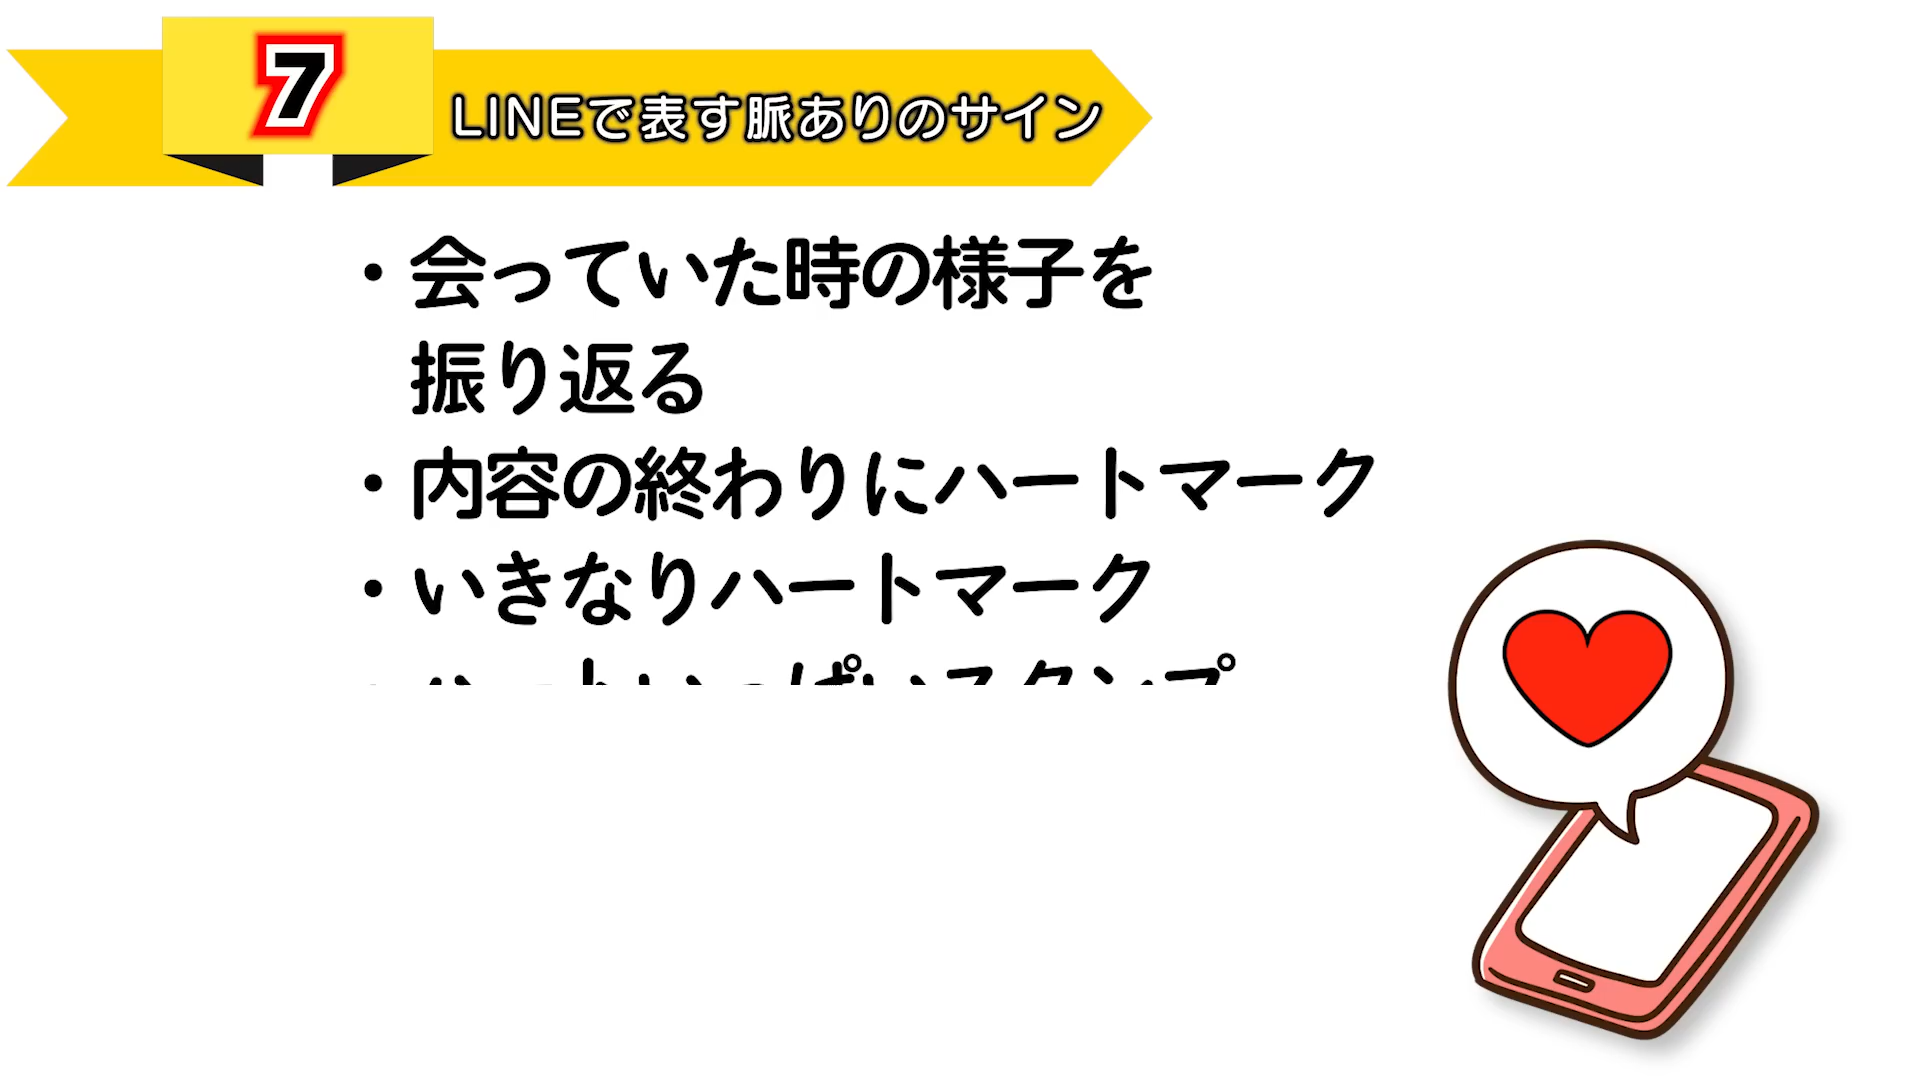 7
LINEで表す脈ありのサイン
・会っていた時の様子を
振り返る
・内容の終わりにハートマーク
・いきなりハートマーク